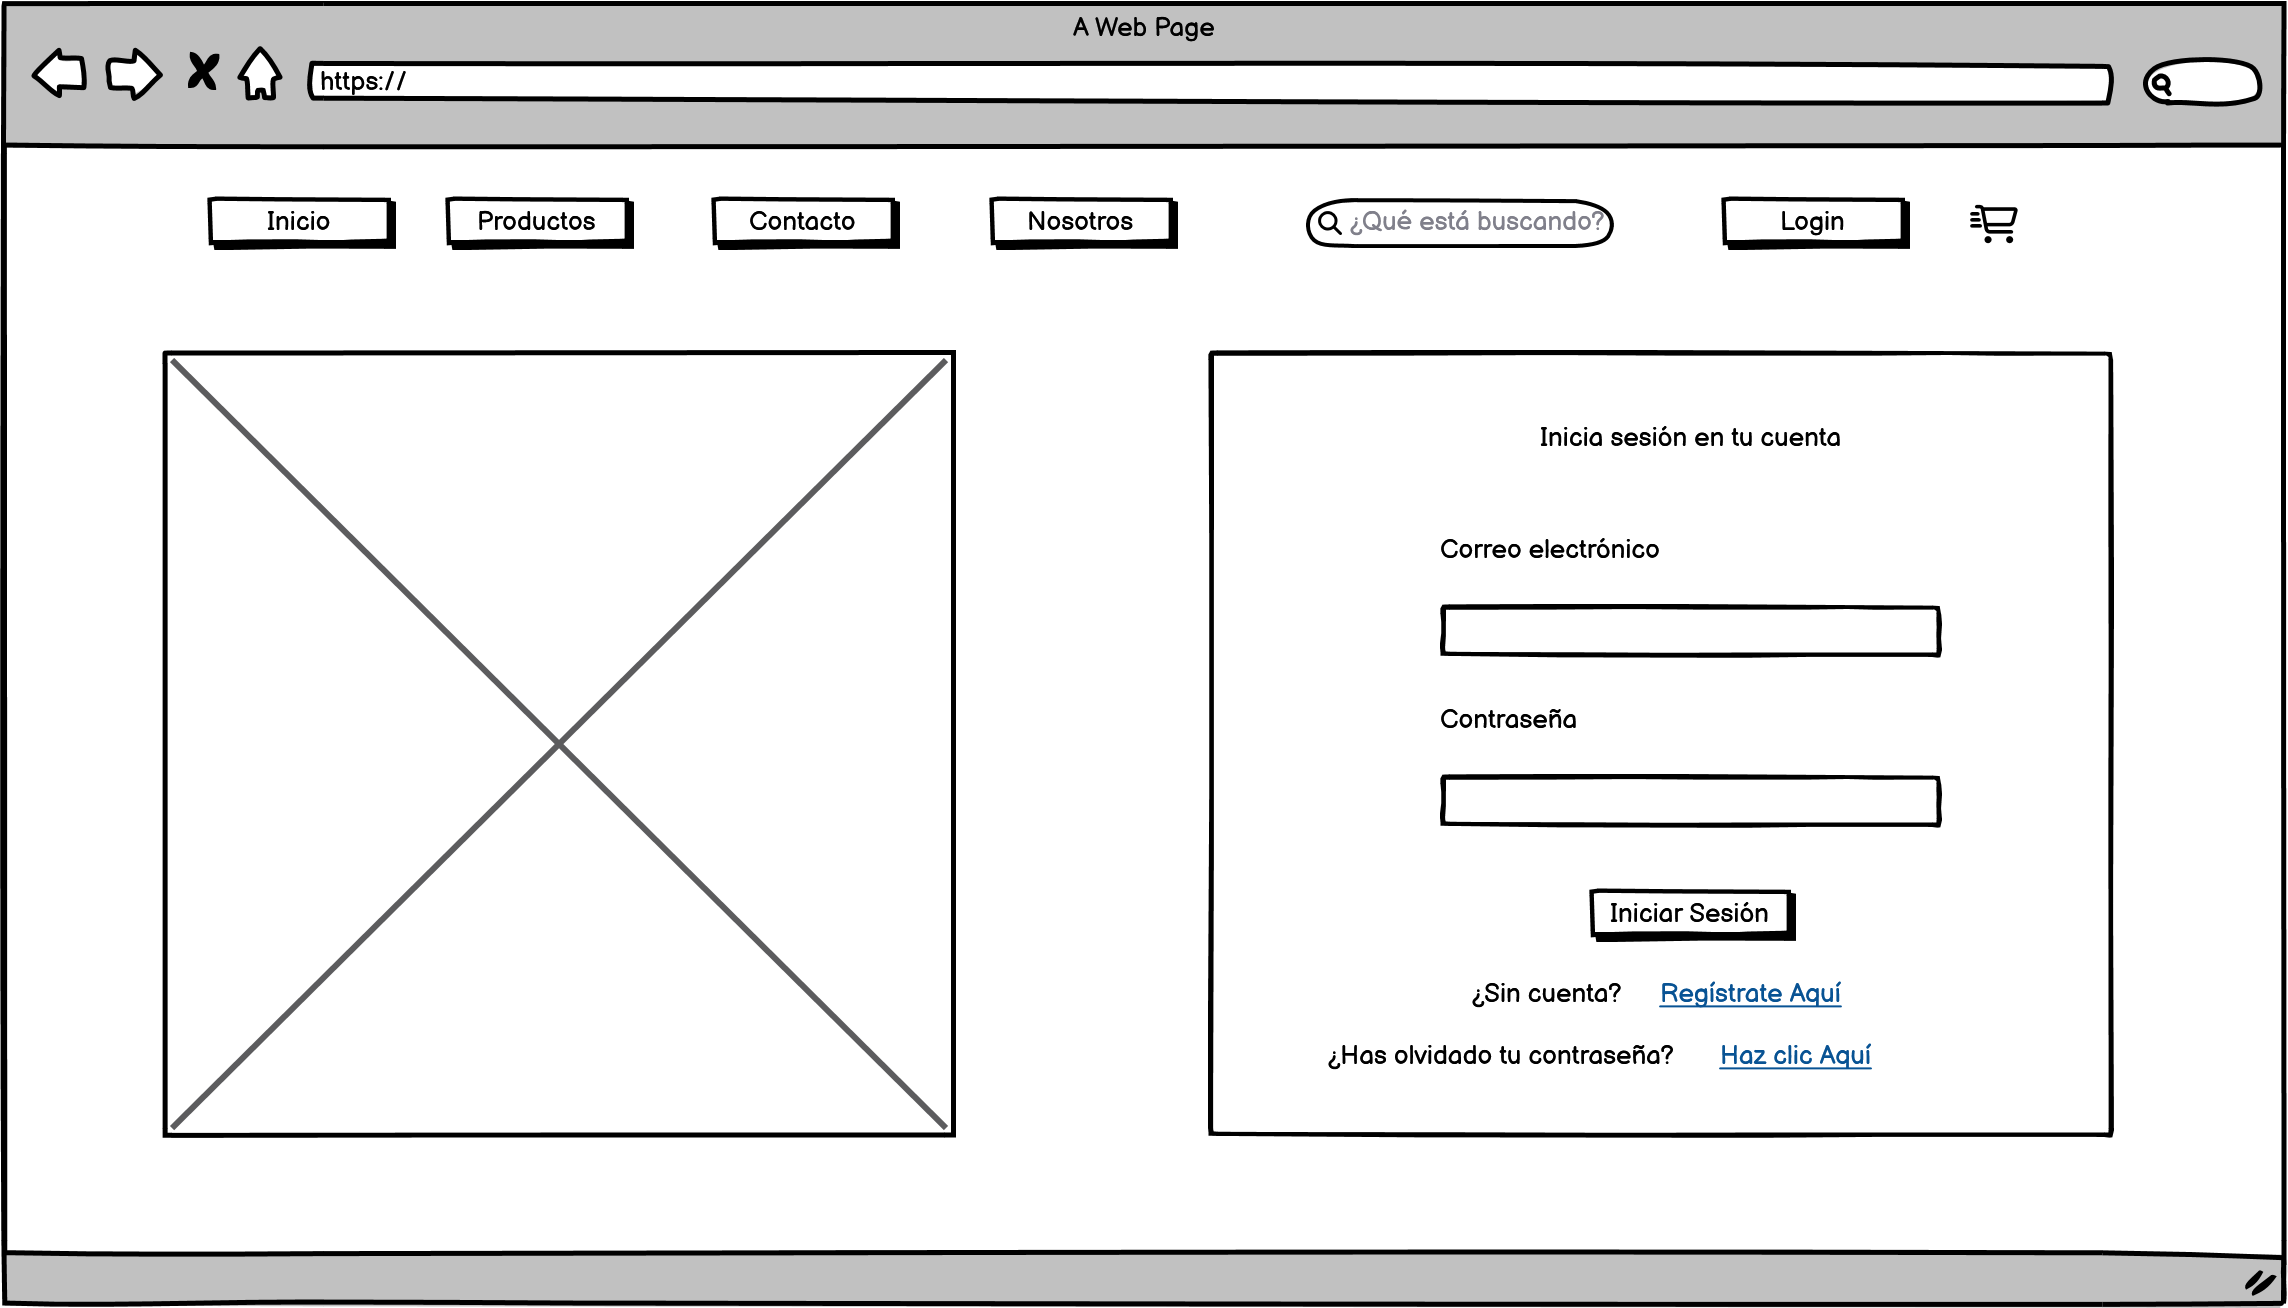 A Web Page
https://
Inicio
Productos
Contacto
Nosotros
¿Qué está buscando?
Login
Inicia sesión en tu cuenta
Correo electrónico
Contraseña
Iniciar Sesión
¿Sin cuenta? Regístrate Aquí
¿Has olvidado tu contraseña? Haz clic Aquí